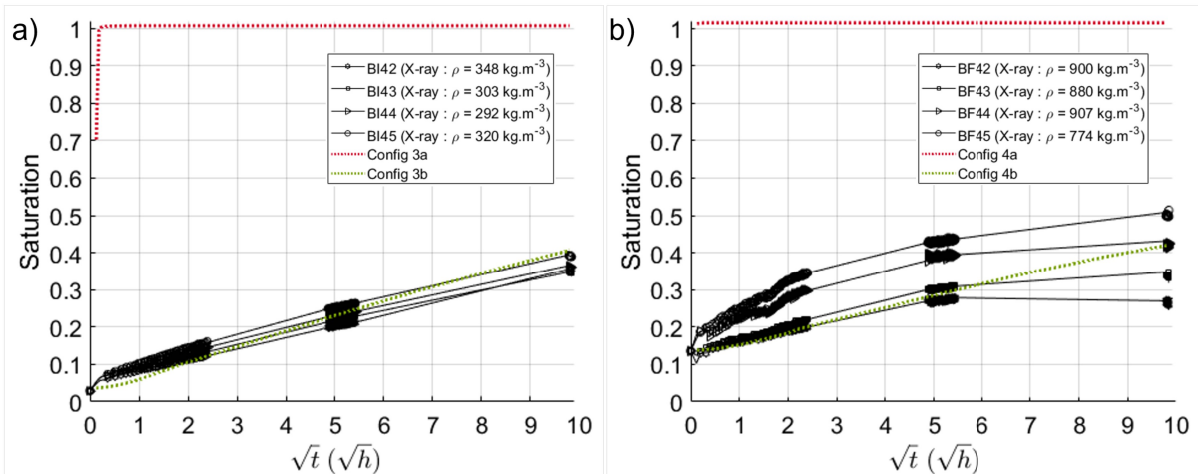 a)
1
0.9
0.8
0.7
0.6
0.5
0.4
0.3
0.2
0.1
0
Saturation
BI42 (X-ray : ρ = 348 kg.m⁻³)
BI43 (X-ray : ρ = 303 kg.m⁻³)
BI44 (X-ray : ρ = 292 kg.m⁻³)
BI45 (X-ray : ρ = 320 kg.m⁻³)
Config 3a
Config 3b
0 1 2 3 4 5 6 7 8 9 10
√t (√h)
b)
1
0.9
0.8
0.7
0.6
0.5
0.4
0.3
0.2
0.1
0
Saturation
BF42 (X-ray : ρ = 900 kg.m⁻³)
BF43 (X-ray : ρ = 880 kg.m⁻³)
BF44 (X-ray : ρ = 907 kg.m⁻³)
BF45 (X-ray : ρ = 774 kg.m⁻³)
Config 4a
Config 4b
0 1 2 3 4 5 6 7 8 9 10
√t (√h)